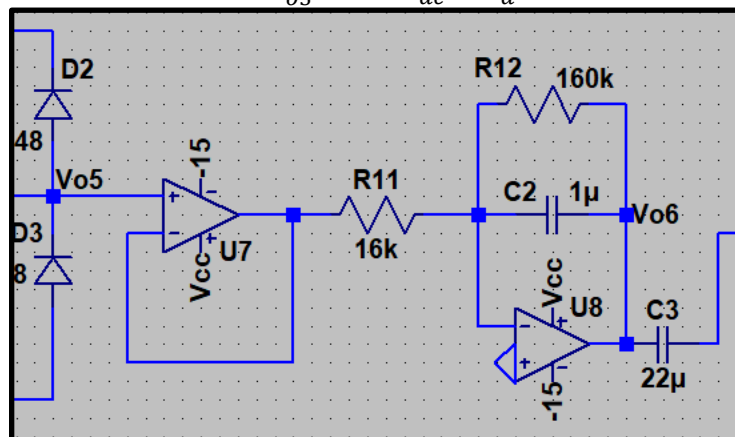 D2
48
Vo5
D3
8
-15
U7
Vcc
R11
16k
R12
160k
C2
1µ
Vo6
Vcc
U8
-15
C3
22µ